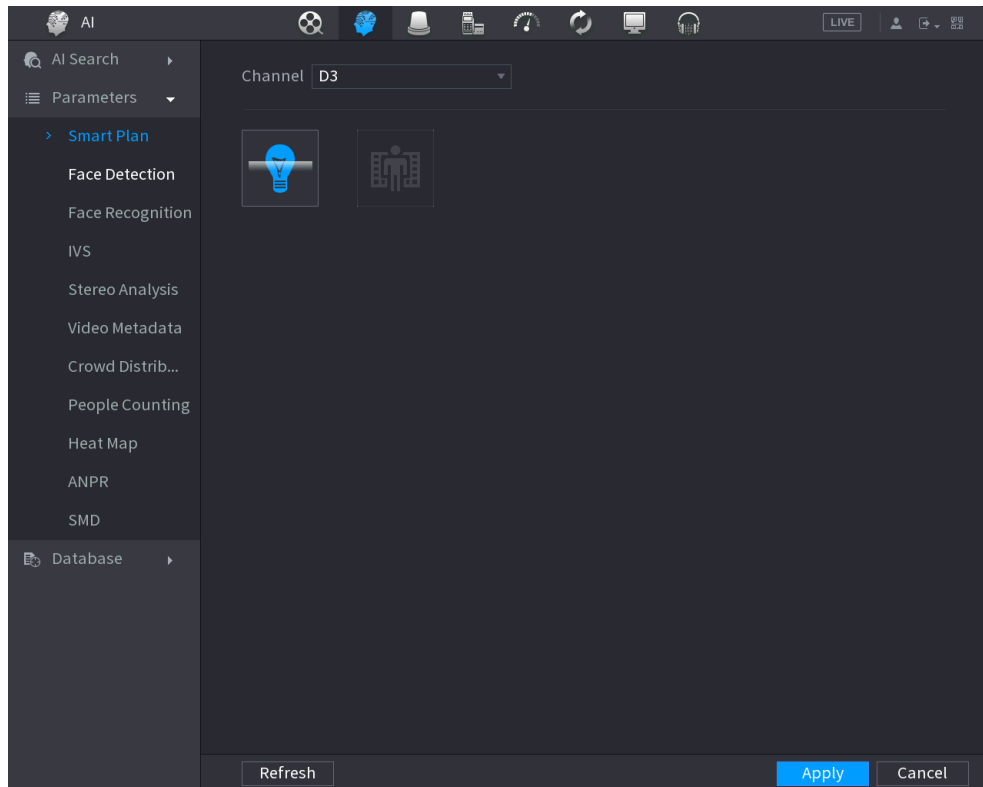 AI
LIVE
AI Search
Parameters
Smart Plan
Face Detection
Face Recognition
IVS
Stereo Analysis
Video Metadata
Crowd Distrib...
People Counting
Heat Map
ANPR
SMD
Database
Channel D3
Refresh
Apply
Cancel